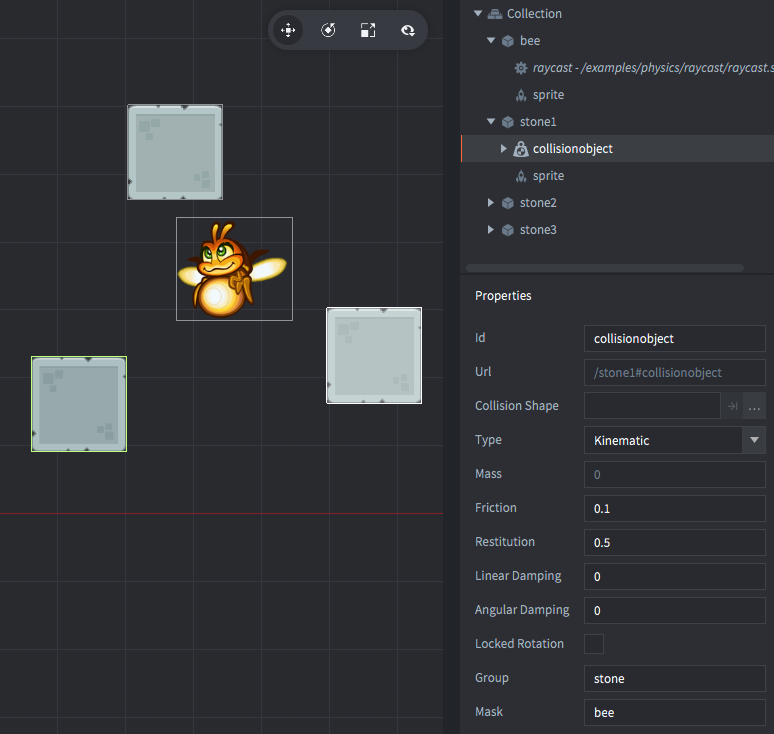 Collection
bee
raycast - /examples/physics/raycast/raycast.s
sprite
stone1
collisionobject
sprite
stone2
stone3
Properties
Id collisionobject
Url /stone1#collisionobject
Collision Shape ...
Type Kinematic
Mass 0
Friction 0.1
Restitution 0.5
Linear Damping 0
Angular Damping 0
Locked Rotation
Group stone
Mask bee